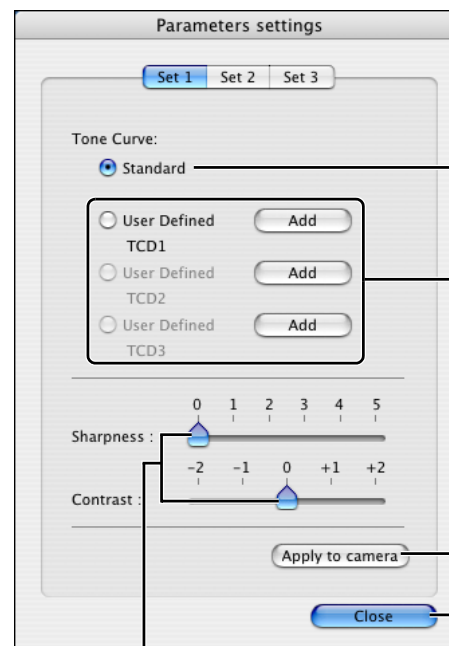 Parameters settings
Set 1 Set 2 Set 3
Tone Curve:
Standard
User Defined Add
TCD1
User Defined Add
TCD2
User Defined Add
TCD3
0 1 2 3 4 5
Sharpness :
-2 -1 0 +1 +2
Contrast :
Apply to camera
Close